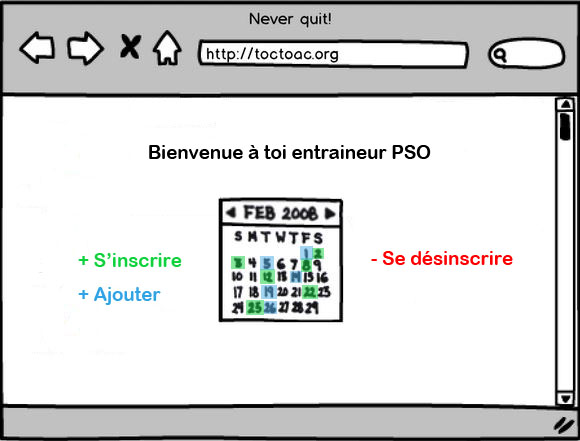 Never quit!
http://toctoac.org
Bienvenue à toi entraineur PSO
FEB 2008
S M T W T F S
1 2
3 4 5 6 7 8 9
10 11 12 13 14 15 16
17 18 19 20 21 22 23
24 25 26 27 28 29
+ S'inscrire
+ Ajouter
- Se désinscrire